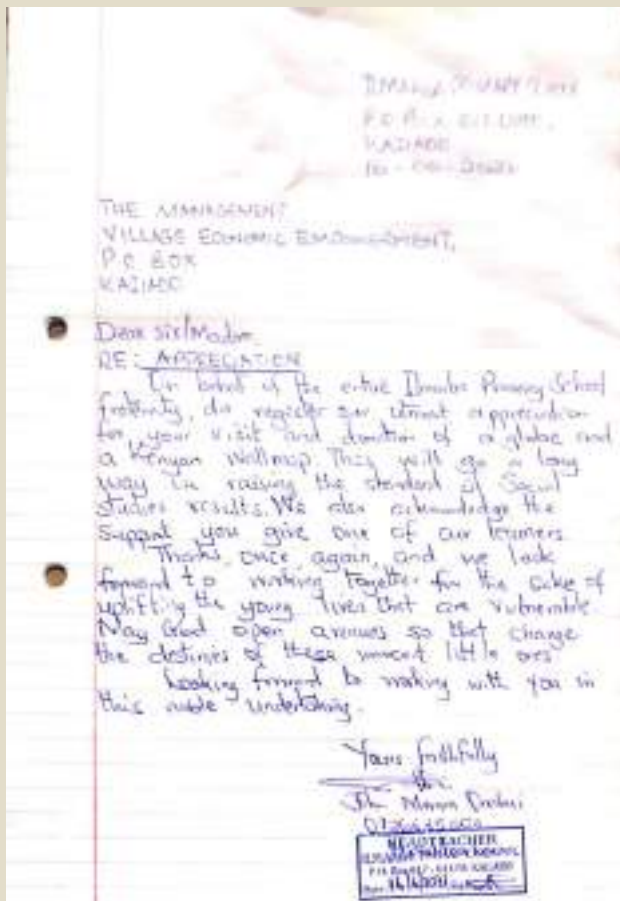 P.O. Box
KAJIADO
THE MANAGEMENT
VILLAGE ECONOMIC EMPOWERMENT,
P.O BOX
KAJIADO
Dear Sir/Madam,
RE: APPRECIATION
On behalf of the entire Primary School
fraternity, do register our utmost appreciation
for your visit and donation of a globe and
a Kenyan Wallmap. This will go a long
way in raising the standard of Social
studies results. We also acknowledge the
support you give one of our learners.
Thanks once again, and we look
forward to working together for the sake of
uplifting the young lives that are vulnerable.
May God open avenues so that change
the destinies of these little ones
Looking forward to working with you in
this noble undertaking.
Yours faithfully
HEADTEACHER